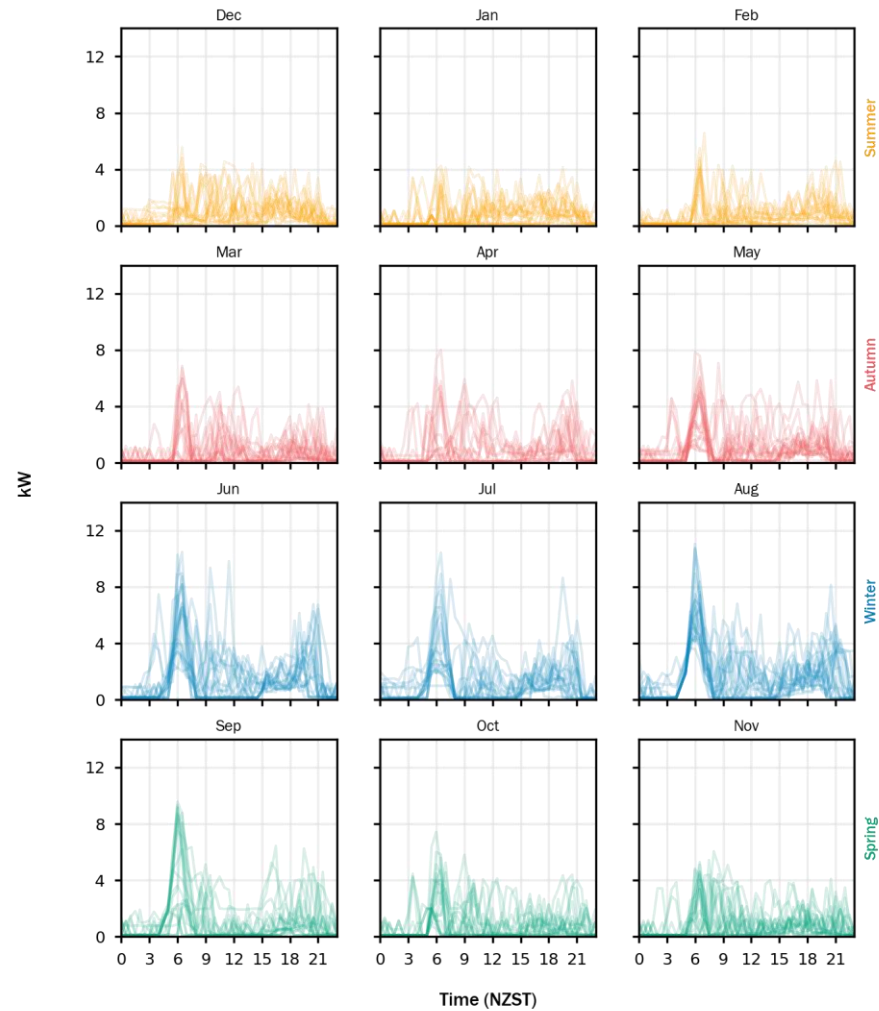 Dec Jan Feb
12
8
4
0
Summer
Mar Apr May
12
8
4
0
Autumn
kW
Jun Jul Aug
12
8
4
0
Winter
Sep Oct Nov
12
8
4
0
Spring
0 3 6 9 12 15 18 21 0 3 6 9 12 15 18 21 0 3 6 9 12 15 18 21
Time (NZST)